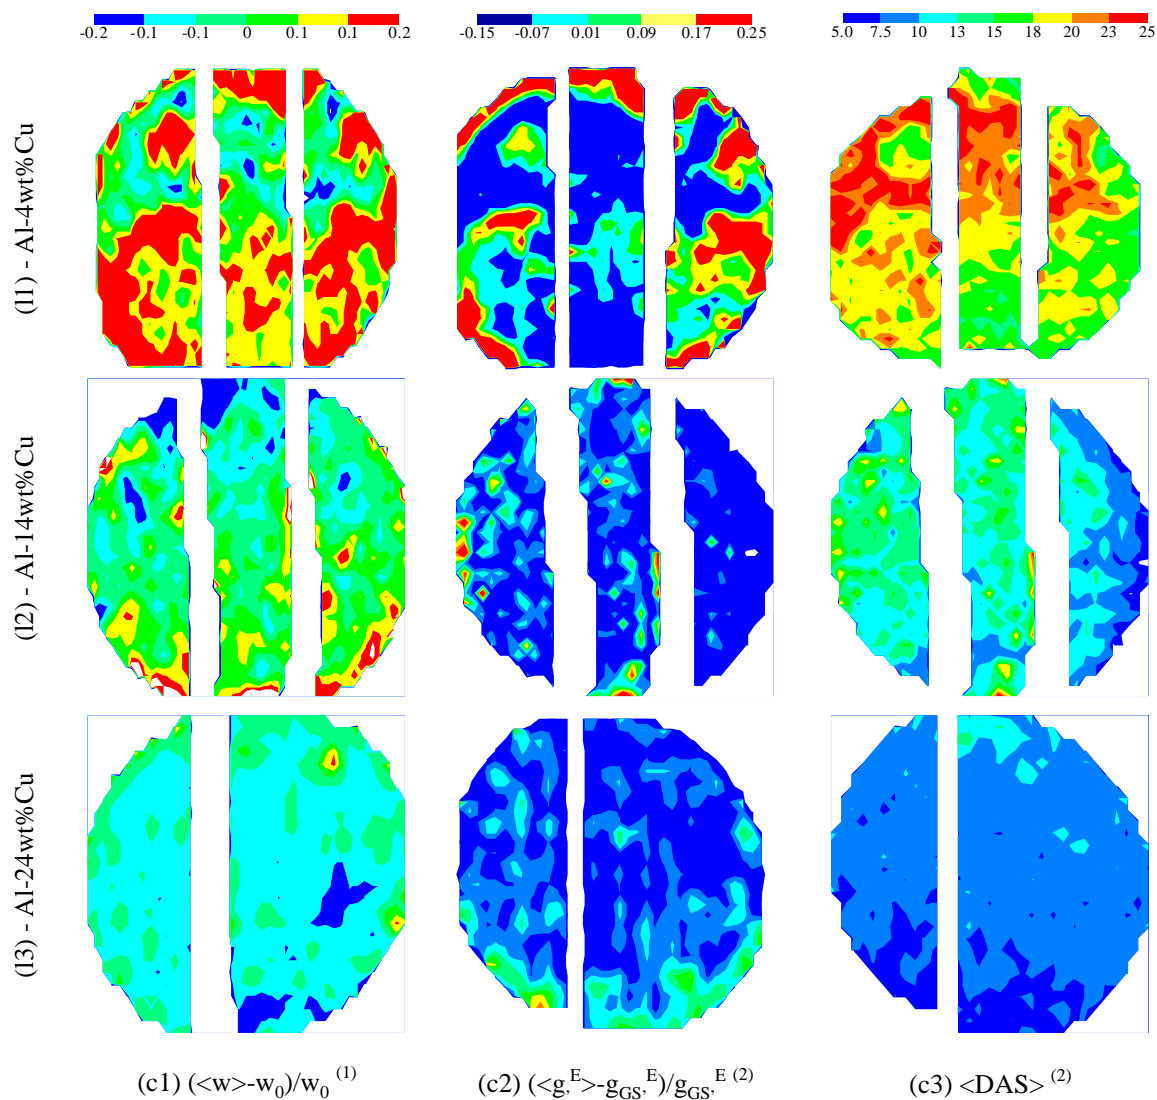 -0.2 -0.1 -0.1 0 0.1 0.1 0.2
-0.15 -0.07 0.01 0.09 0.17 0.25
5.0 7.5 10 13 15 18 20 23 25
(l1) - Al-4wt%Cu
(l2) - Al-14wt%Cu
(l3) - Al-24wt%Cu
(c1) (<w>-w₀)/w₀ ⁽¹⁾
(c2) (<g,ᴱ>-g_GS,ᴱ)/g_GS,ᴱ ⁽²⁾
(c3) <DAS> ⁽²⁾